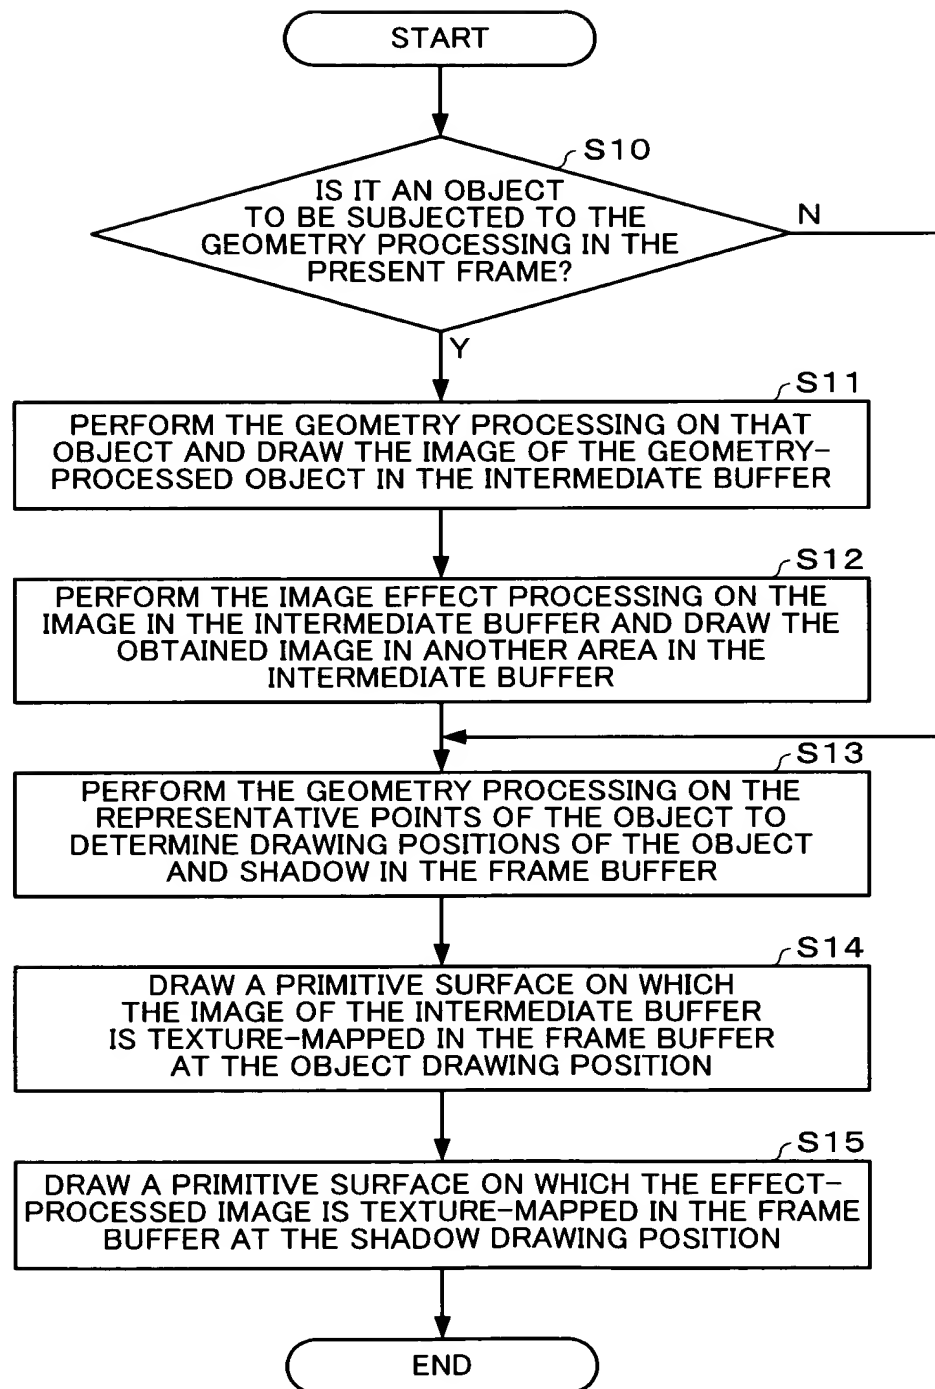 START
S10
IS IT AN OBJECT
TO BE SUBJECTED TO THE
GEOMETRY PROCESSING IN THE
PRESENT FRAME?
N
Y
S11
PERFORM THE GEOMETRY PROCESSING ON THAT
OBJECT AND DRAW THE IMAGE OF THE GEOMETRY-
PROCESSED OBJECT IN THE INTERMEDIATE BUFFER
S12
PERFORM THE IMAGE EFFECT PROCESSING ON THE
IMAGE IN THE INTERMEDIATE BUFFER AND DRAW THE
OBTAINED IMAGE IN ANOTHER AREA IN THE
INTERMEDIATE BUFFER
S13
PERFORM THE GEOMETRY PROCESSING ON THE
REPRESENTATIVE POINTS OF THE OBJECT TO
DETERMINE DRAWING POSITIONS OF THE OBJECT
AND SHADOW IN THE FRAME BUFFER
S14
DRAW A PRIMITIVE SURFACE ON WHICH
THE IMAGE OF THE INTERMEDIATE BUFFER
IS TEXTURE-MAPPED IN THE FRAME BUFFER
AT THE OBJECT DRAWING POSITION
S15
DRAW A PRIMITIVE SURFACE ON WHICH THE EFFECT-
PROCESSED IMAGE IS TEXTURE-MAPPED IN THE FRAME
BUFFER AT THE SHADOW DRAWING POSITION
END